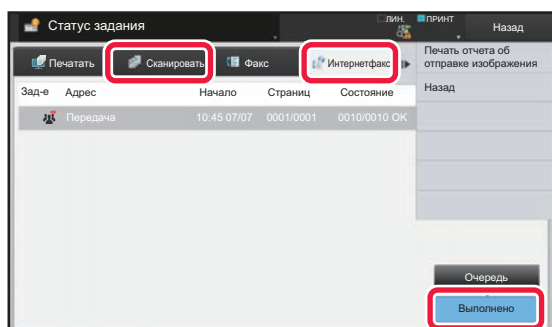 Статус задания
ЛИН.
ПРИНТ
Назад
Печатать
Сканировать
Факс
Интернетфакс
Печать отчета об
отправке изображения
Зад-е Адрес Начало Страниц Состояние
Назад
Передача 10:45 07/07 0001/0001 0010/0010 OK
Очередь
Выполнено